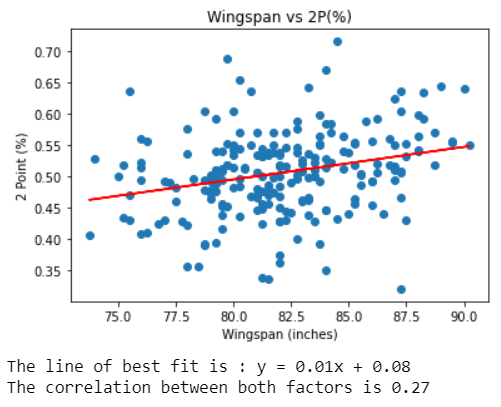 Wingspan vs 2P(%)
2 Point (%)
0.70
0.65
0.60
0.55
0.50
0.45
0.40
0.35
75.0 77.5 80.0 82.5 85.0 87.5 90.0
Wingspan (inches)
The line of best fit is : y = 0.01x + 0.08
The correlation between both factors is 0.27